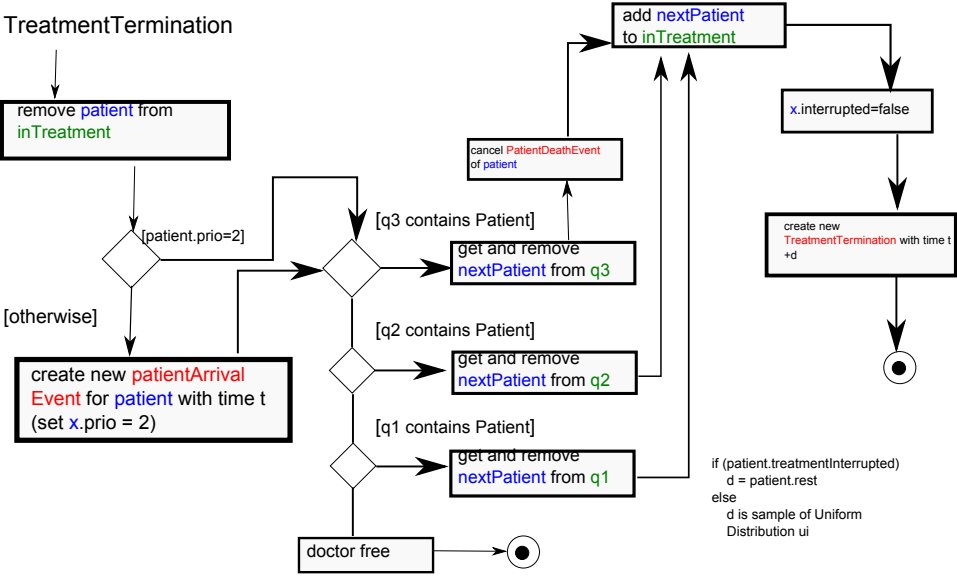 TreatmentTermination
remove patient from
inTreatment
[patient.prio=2]
[otherwise]
create new patientArrival
Event for patient with time t
(set x.prio = 2)
[q3 contains Patient]
get and remove
nextPatient from q3
cancel PatientDeathEvent
of patient
[q2 contains Patient]
get and remove
nextPatient from q2
[q1 contains Patient]
get and remove
nextPatient from q1
doctor free
add nextPatient
to inTreatment
x.interrupted=false
create new
TreatmentTermination with time t
+d
if (patient.treatmentInterrupted)
d = patient.rest
else
d is sample of Uniform
Distribution ui